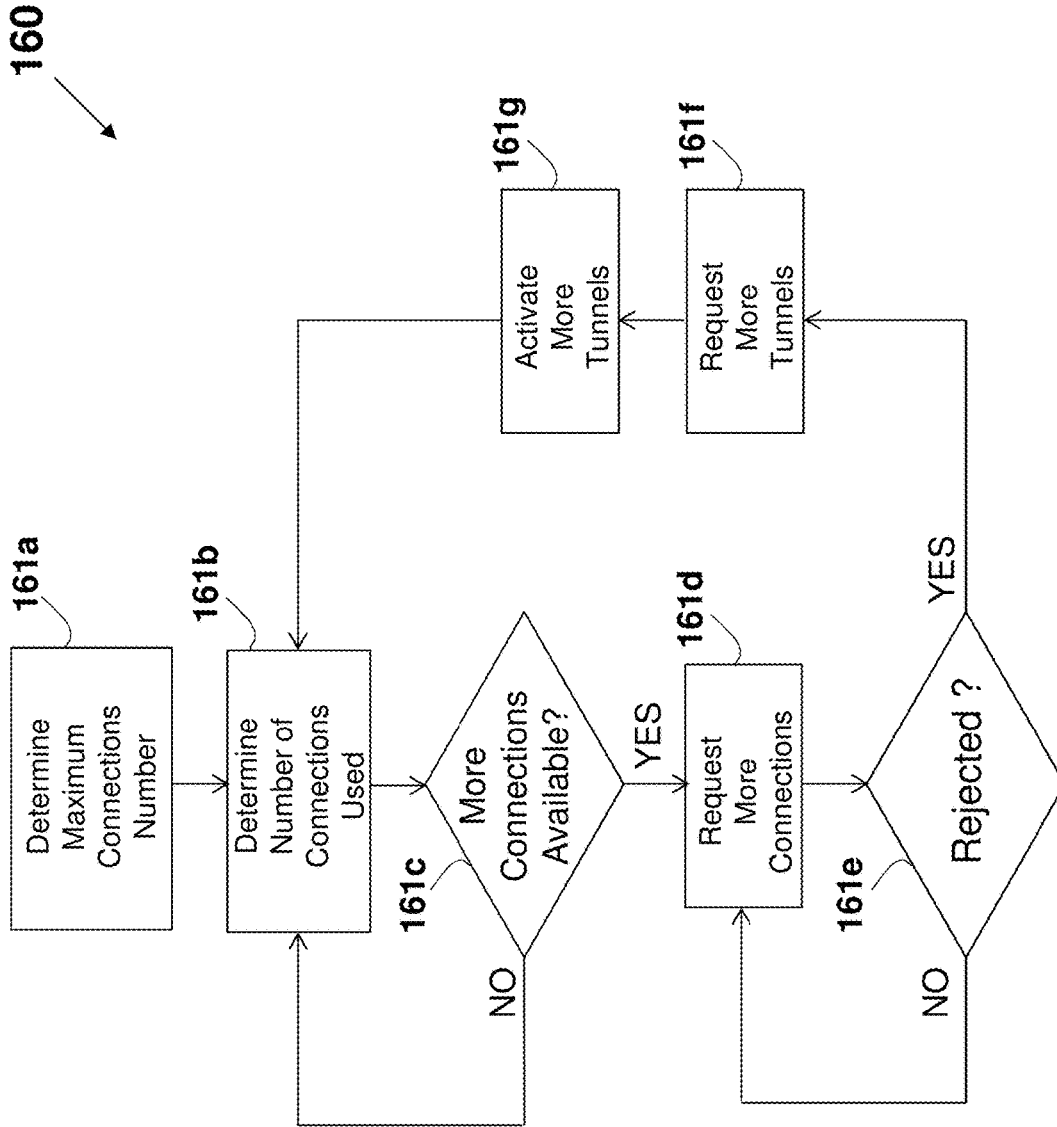 160
161a
Determine
Maximum
Connections
Number
161b
Determine
Number of
Connections
Used
161c
More
Connections
Available?
NO
YES
161d
Request
More
Connections
161e
Rejected ?
NO
YES
161f
Request
More
Tunnels
161g
Activate
More
Tunnels